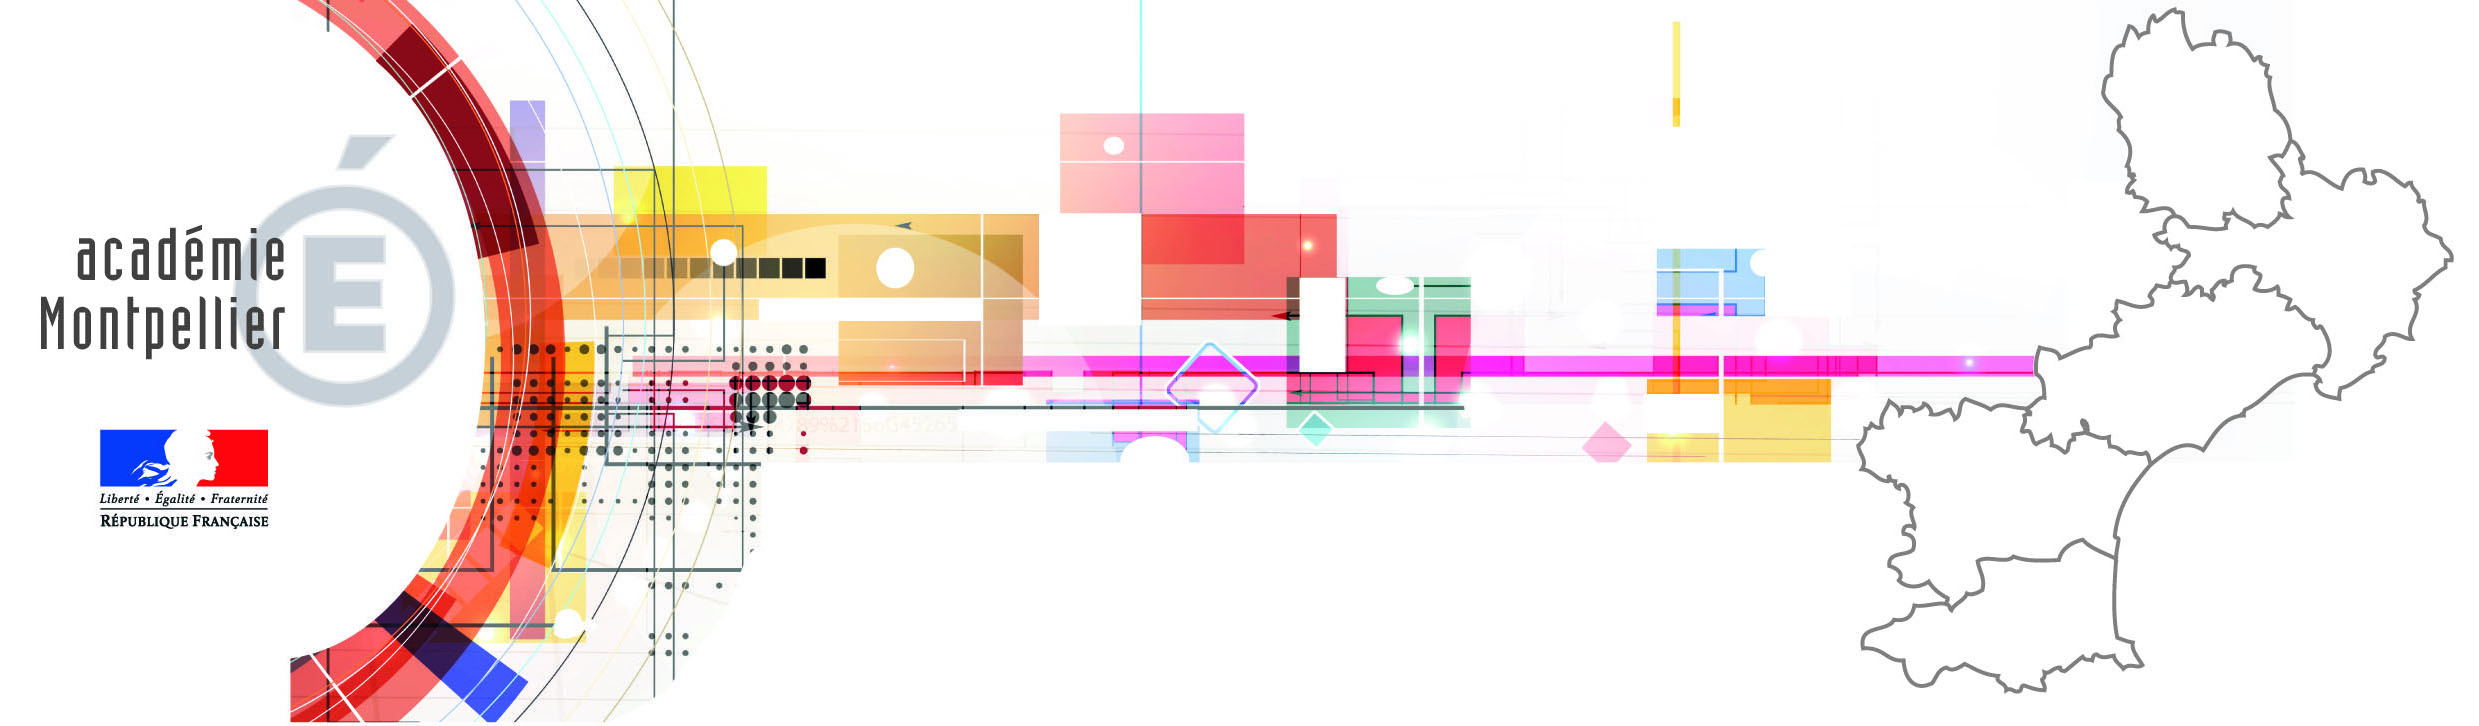 académie
Montpellier
É
Liberté • Égalité • Fraternité
RÉPUBLIQUE FRANÇAISE